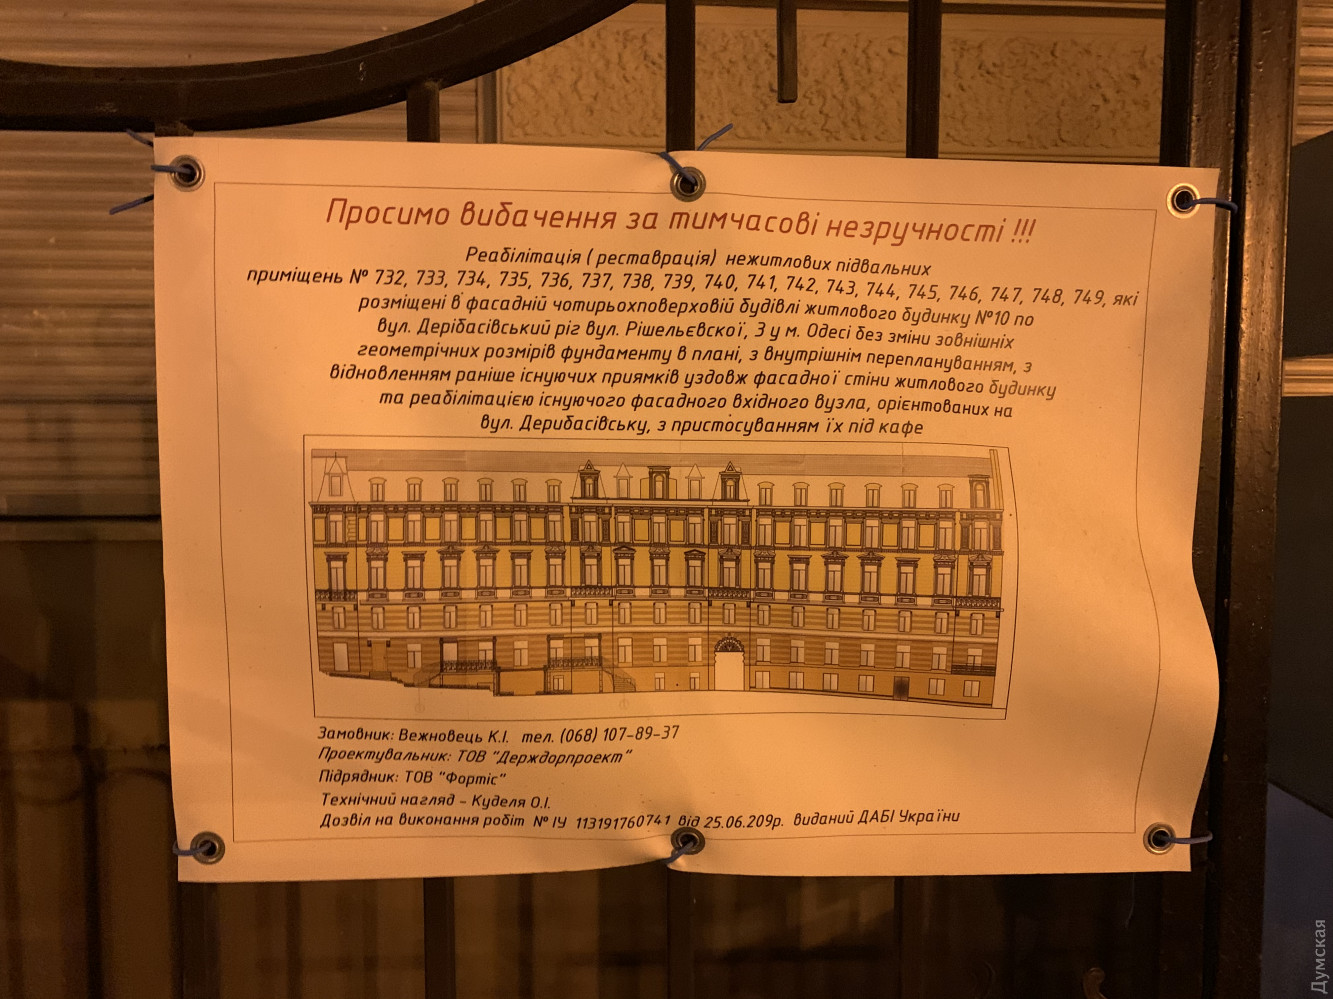 Просимо вибачення за тимчасові незручності !!!
Реабілітація ( реставрація) нежитлових підвальних
приміщень № 732, 733, 734, 735, 736, 737, 738, 739, 740, 741, 742, 743, 744, 745, 746, 747, 748, 749, які
розміщені в фасадній чотирьохповерховій будівлі житлового будинку №10 по
вул. Дерібасівський ріг вул. Рішельєвскої, 3 у м. Одесі без зміни зовнішніх
геометрічних розмірів фундаменту в плані, з внутрішнім переплануванням, з
відновленням раніше існуючих приямків уздовж фасадної стіни житлового будинку
та реабілітацією існуючого фасадного вхідного вузла, орієнтованих на
вул. Дерибасівську, з пристосуванням їх під кафе
Замовник: Вежновець К.І. тел. (068) 107-89-37
Проектувальник: ТОВ "Держдорпроект"
Підрядник: ТОВ "Фортіс"
Технічний нагляд - Куделя О.І.
Дозвіл на виконання робіт № ІУ 113191760741 від 25.06.209р. виданий ДАБІ України
Думская